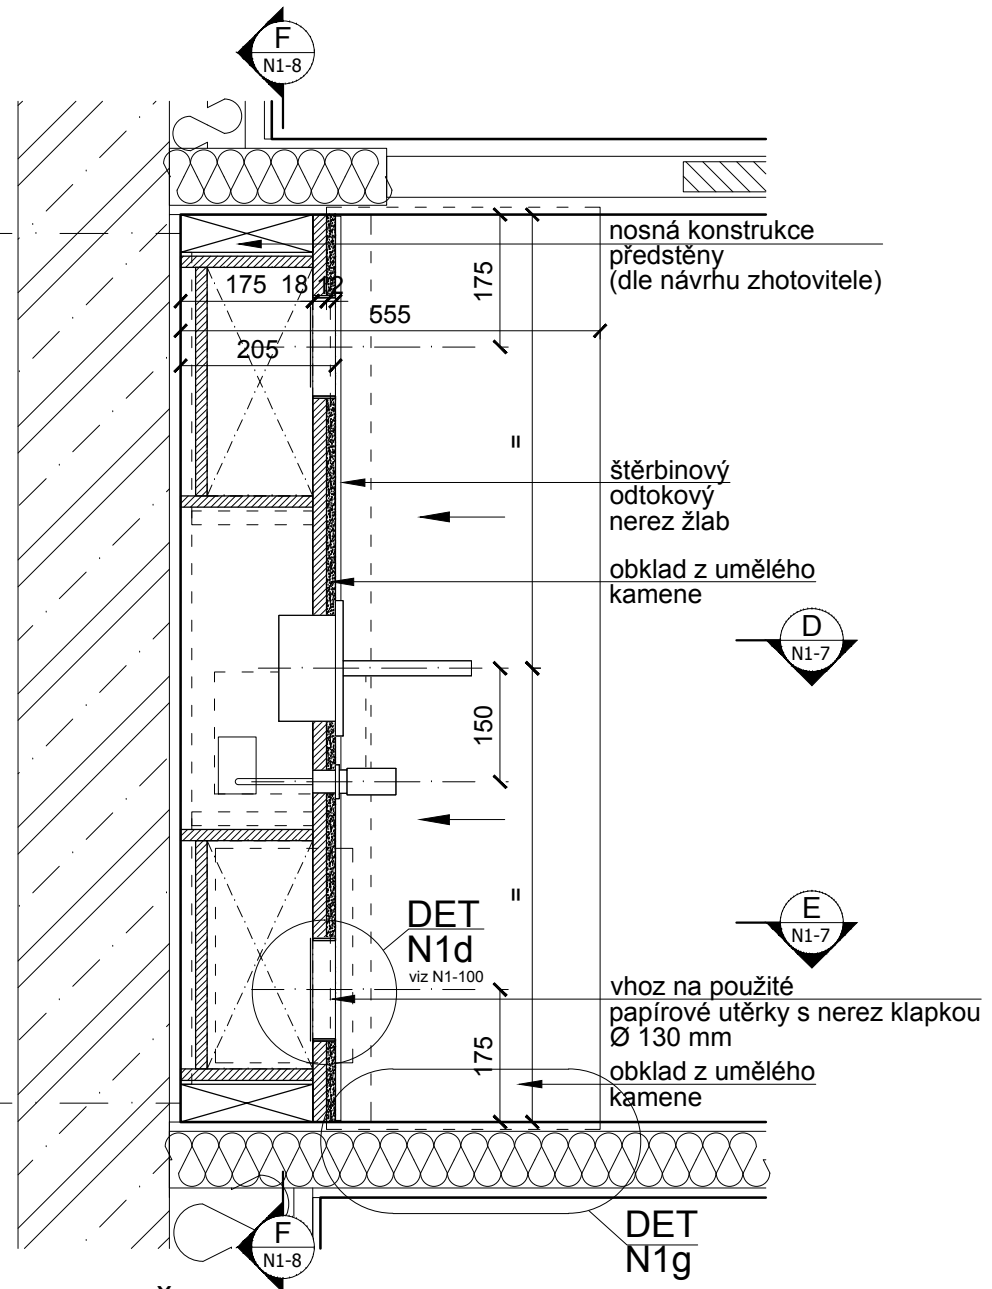 F
N1-8
nosná konstrukce
předstěny
(dle návrhu zhotovitele)
175
175 18 12
555
205
=
štěrbinový
odtokový
nerez žlab
obklad z umělého
kamene
D
N1-7
150
=
DET
N1d
viz N1-100
E
N1-7
vhoz na použité
papírové utěrky s nerez klapkou
Ø 130 mm
175
obklad z umělého
kamene
F
N1-8
DET
N1g